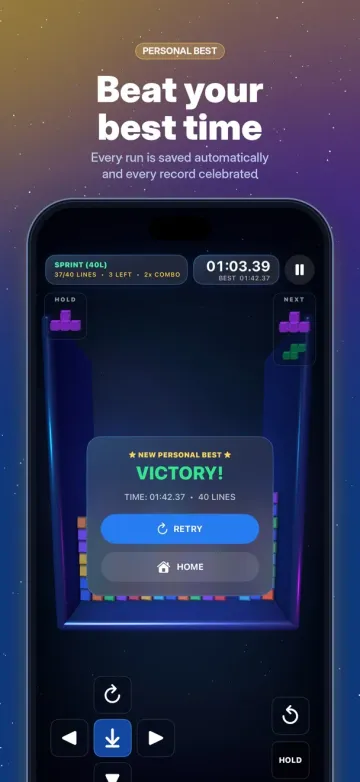 PERSONAL BEST
Beat your
best time
Every run is saved automatically
and every record celebrated.
SPRINT (40L)
37/40 LINES • 3 LEFT • 2x COMBO
01:03.39
BEST 01:42.37
HOLD
NEXT
★ NEW PERSONAL BEST ★
VICTORY!
TIME: 01:42.37 • 40 LINES
RETRY
HOME
HOLD